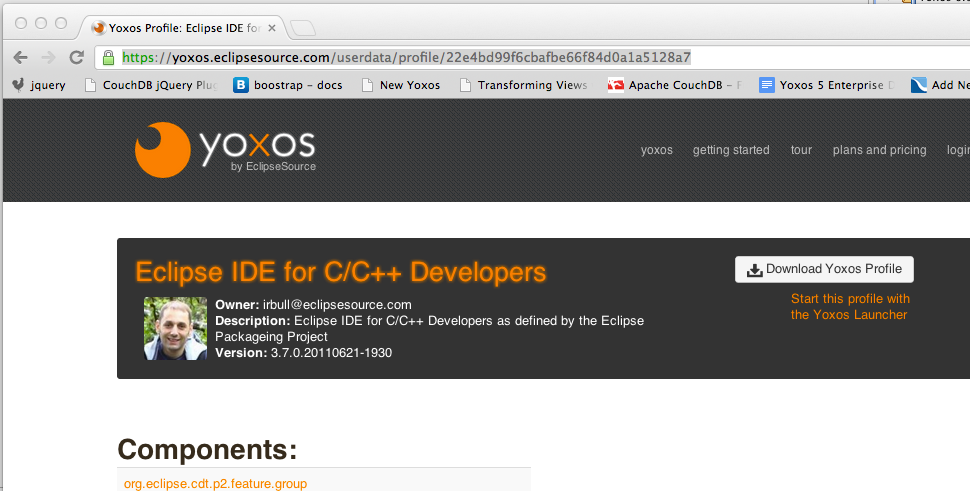 Yoxos Profile: Eclipse IDE for
https://yoxos.eclipsesource.com/userdata/profile/22e4bd99f6cbafbe66f84d0a1a5128a7
jquery CouchDB jQuery Plug boostrap - docs New Yoxos Transforming Views Apache CouchDB - F Yoxos 5 Enterprise D Add Ne
yoxos
by EclipseSource
yoxos getting started tour plans and pricing login
Eclipse IDE for C/C++ Developers
Download Yoxos Profile
Start this profile with
the Yoxos Launcher
Owner: irbull@eclipsesource.com
Description: Eclipse IDE for C/C++ Developers as defined by the Eclipse
Packageing Project
Version: 3.7.0.20110621-1930
Components:
org.eclipse.cdt.p2.feature.group